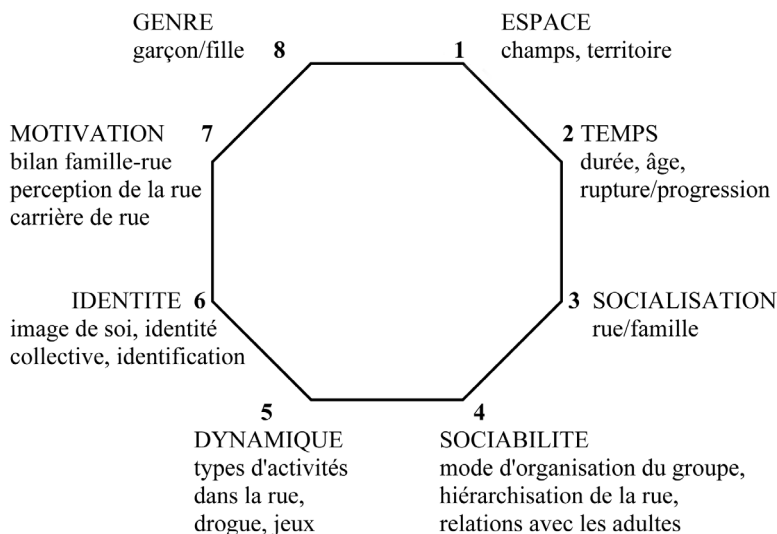 GENRE
garçon/fille
8
ESPACE
champs, territoire
1
2 TEMPS
durée, âge,
rupture/progression
3 SOCIALISATION
rue/famille
4
SOCIABILITE
mode d'organisation du groupe,
hiérarchisation de la rue,
relations avec les adultes
5
DYNAMIQUE
types d'activités
dans la rue,
drogue, jeux
IDENTITE 6
image de soi, identité
collective, identification
MOTIVATION 7
bilan famille-rue
perception de la rue
carrière de rue